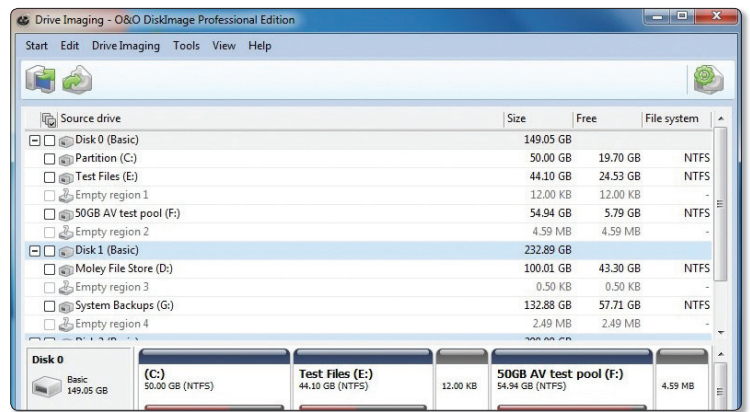 Drive Imaging - O&O DiskImage Professional Edition
Start Edit Drive Imaging Tools View Help
Source drive Size Free File system
Disk 0 (Basic) 149.05 GB
Partition (C:) 50.00 GB 19.70 GB NTFS
Test Files (E:) 44.10 GB 24.53 GB NTFS
Empty region 1 12.00 KB 12.00 KB -
50GB AV test pool (F:) 54.94 GB 5.79 GB NTFS
Empty region 2 4.59 MB 4.59 MB -
Disk 1 (Basic) 232.89 GB
Moley File Store (D:) 100.01 GB 43.30 GB NTFS
Empty region 3 0.50 KB 0.50 KB -
System Backups (G:) 132.88 GB 57.71 GB NTFS
Empty region 4 2.49 MB 2.49 MB -
Disk 0
Basic
149.05 GB
(C:)
50.00 GB (NTFS)
Test Files (E:)
44.10 GB (NTFS)
12.00 KB
50GB AV test pool (F:)
54.94 GB (NTFS)
4.59 MB